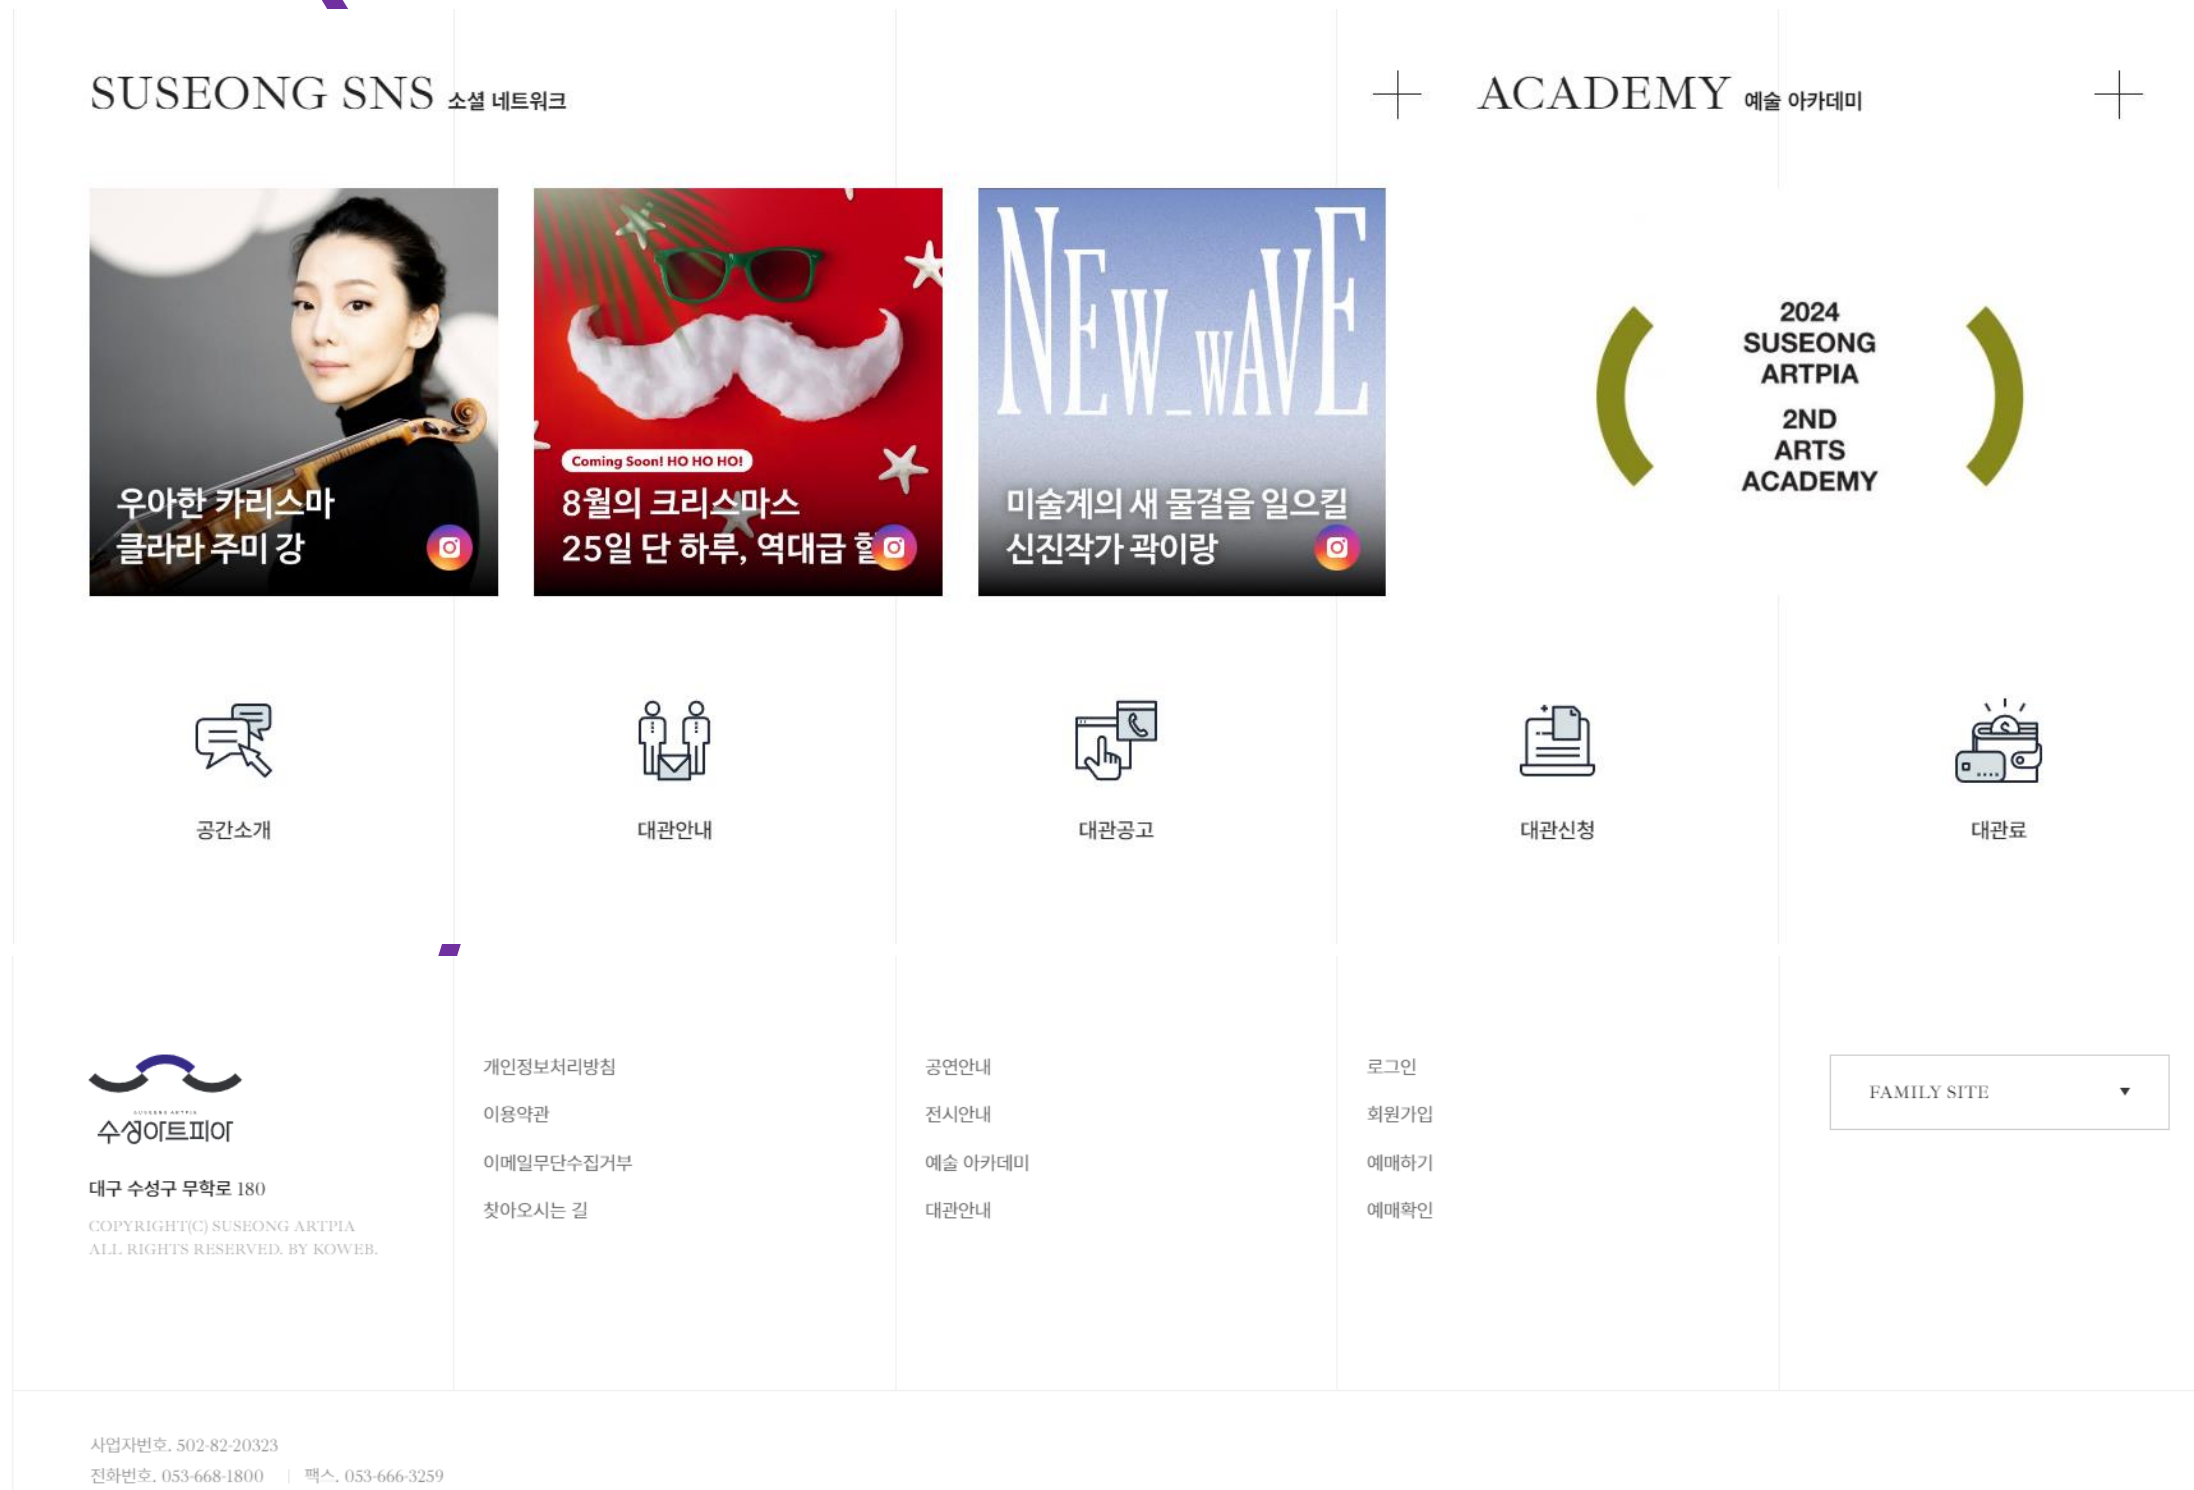 SUSEONG SNS 소셜 네트워크
ACADEMY 예술 아카데미
우아한 카리스마
클라라 주미 강
Coming Soon! HO HO HO!
8월의 크리스마스
25일 단 하루, 역대급
NEW_WAVE
미술계의 새 물결을 일으킬
신진작가 곽이랑
2024
SUSEONG
ARTPIA
2ND
ARTS
ACADEMY
공간소개
대관안내
대관공고
대관신청
대관료
SUSEONG ARTPIA
수성아트피아
대구 수성구 무학로 180
COPYRIGHT(C) SUSEONG ARTPIA
ALL RIGHTS RESERVED. BY KOWEB.
개인정보처리방침
이용약관
이메일무단수집거부
찾아오시는 길
공연안내
전시안내
예술 아카데미
대관안내
로그인
회원가입
예매하기
예매확인
FAMILY SITE
사업자번호. 502-82-20323
전화번호. 053-668-1800 | 팩스. 053-666-3259